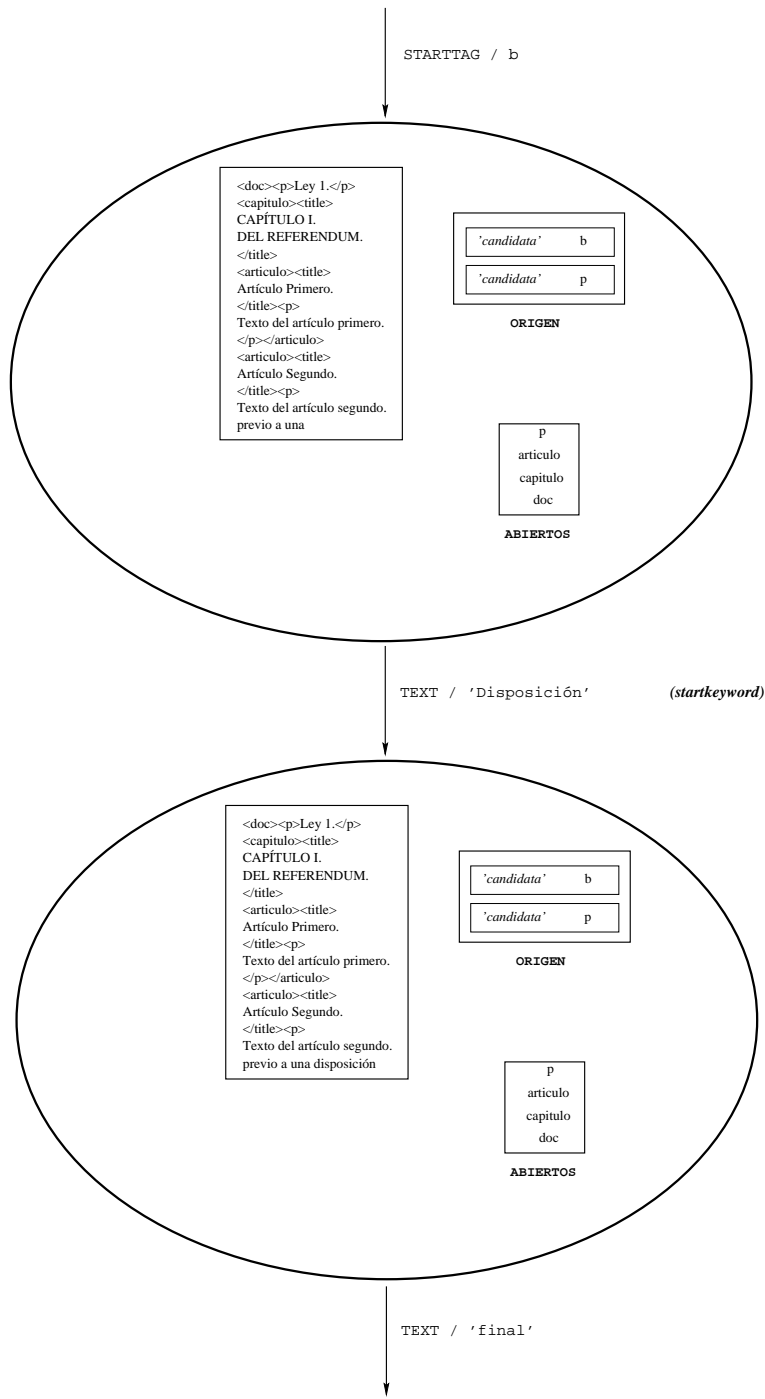 STARTTAG / b
<doc><p>Ley 1.</p>
<capitulo><title>
CAPÍTULO I.
DEL REFERENDUM.
</title>
<articulo><title>
Artículo Primero.
</title><p>
Texto del artículo primero.
</p></articulo>
<articulo><title>
Artículo Segundo.
</title><p>
Texto del artículo segundo.
previo a una
'candidata' b
'candidata' p
ORIGEN
p
articulo
capitulo
doc
ABIERTOS
TEXT / 'Disposición' (startkeyword)
<doc><p>Ley 1.</p>
<capitulo><title>
CAPÍTULO I.
DEL REFERENDUM.
</title>
<articulo><title>
Artículo Primero.
</title><p>
Texto del artículo primero.
</p></articulo>
<articulo><title>
Artículo Segundo.
</title><p>
Texto del artículo segundo.
previo a una disposición
'candidata' b
'candidata' p
ORIGEN
p
articulo
capitulo
doc
ABIERTOS
TEXT / 'final'